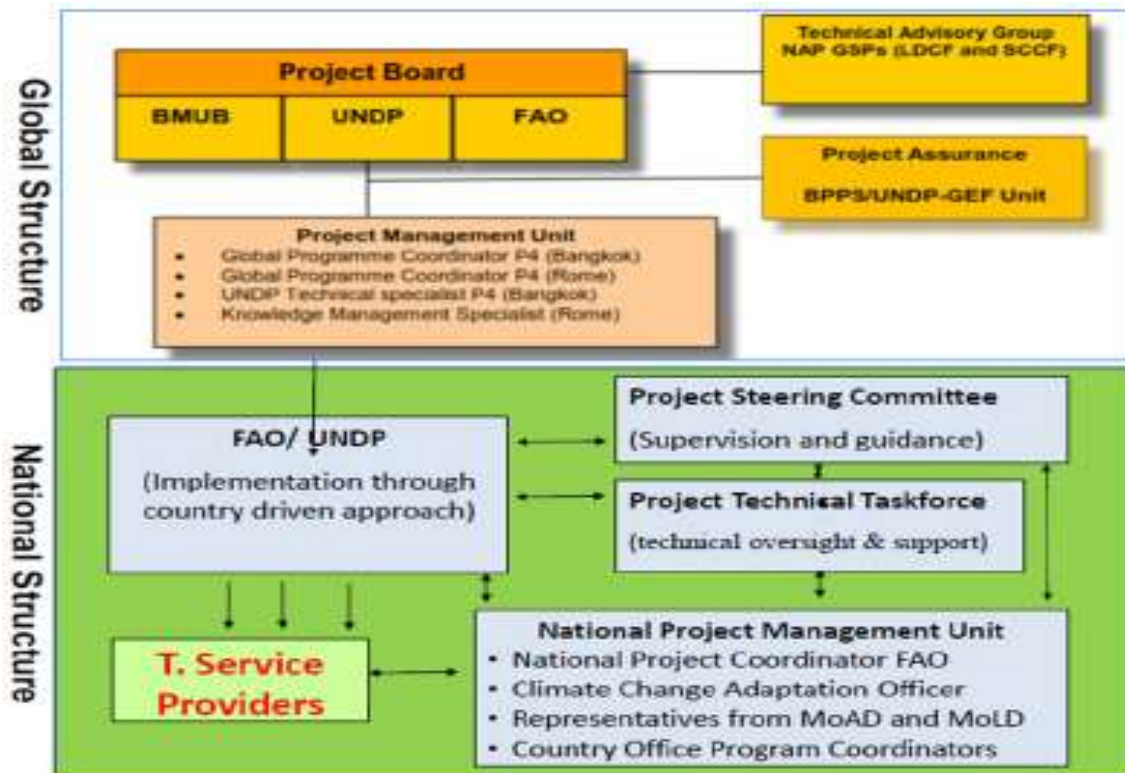 Global Structure
Project Board
BMUB
UNDP
FAO
Technical Advisory Group
NAP GSPs (LDCF and SCCF)
Project Assurance
BPPS/UNDP-GEF Unit
Project Management Unit
• Global Programme Coordinator P4 (Bangkok)
• Global Programme Coordinator P4 (Rome)
• UNDP Technical specialist P4 (Bangkok)
• Knowledge Management Specialist (Rome)
National Structure
FAO/ UNDP
(Implementation through
country driven approach)
Project Steering Committee
(Supervision and guidance)
Project Technical Taskforce
(technical oversight & support)
T. Service
Providers
National Project Management Unit
• National Project Coordinator FAO
• Climate Change Adaptation Officer
• Representatives from MoAD and MoLD
• Country Office Program Coordinators